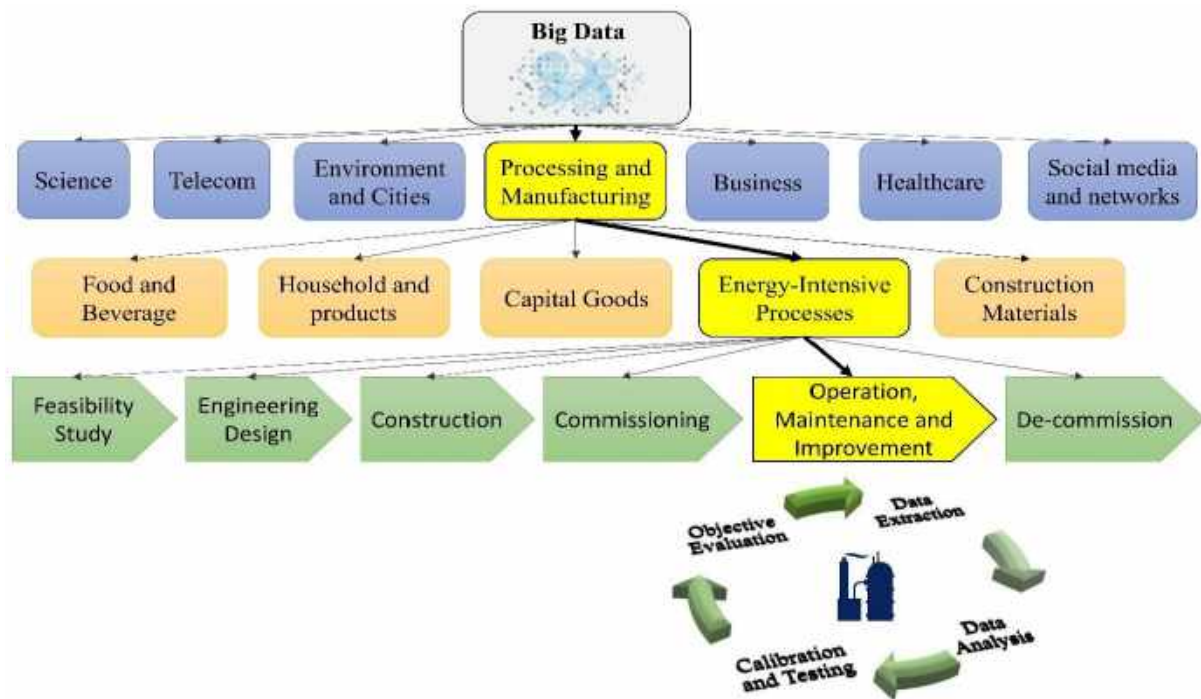 Big Data
Science
Telecom
Environment
and Cities
Processing and
Manufacturing
Business
Healthcare
Social media
and networks
Food and
Beverage
Household and
products
Capital Goods
Energy-Intensive
Processes
Construction
Materials
Feasibility
Study
Engineering
Design
Construction
Commissioning
Operation,
Maintenance and
Improvement
De-commission
Objective
Evaluation
Data
Extraction
Data
Analysis
Calibration
and Testing